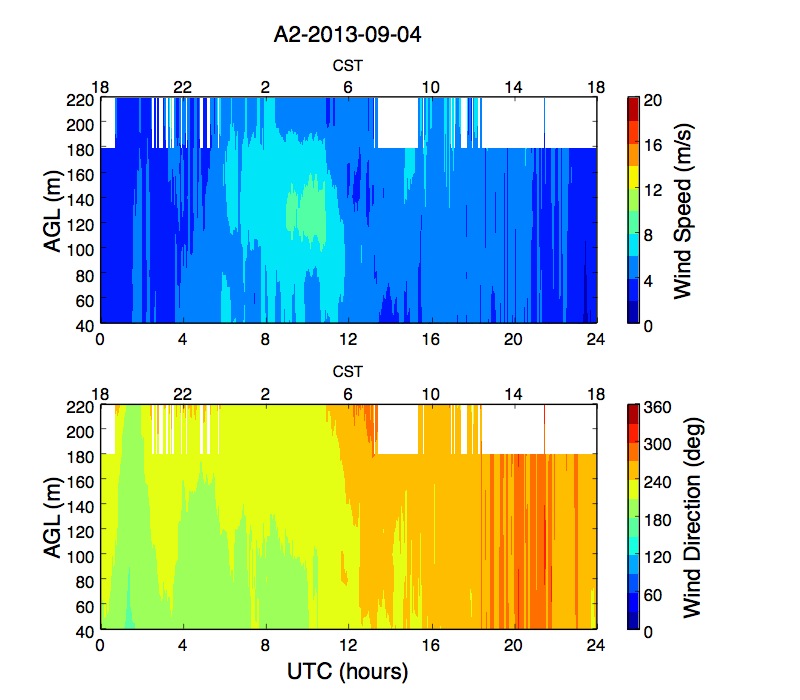 A2-2013-09-04
CST
18 22 2 6 10 14 18
220
200
180
160
140
120
100
80
60
40
AGL (m)
0 4 8 12 16 20 24
20
16
12
8
4
0
Wind Speed (m/s)
CST
18 22 2 6 10 14 18
220
200
180
160
140
120
100
80
60
40
AGL (m)
0 4 8 12 16 20 24
UTC (hours)
360
300
240
180
120
60
0
Wind Direction (deg)